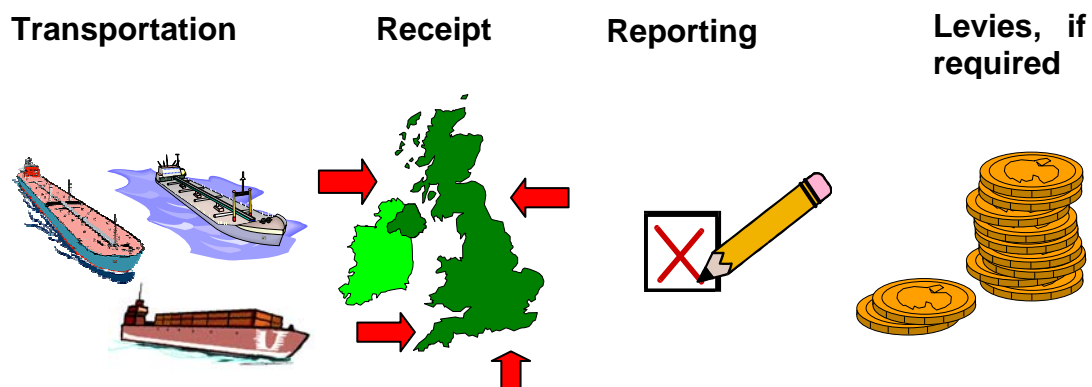 Transportation
Receipt
Reporting
Levies, if
required